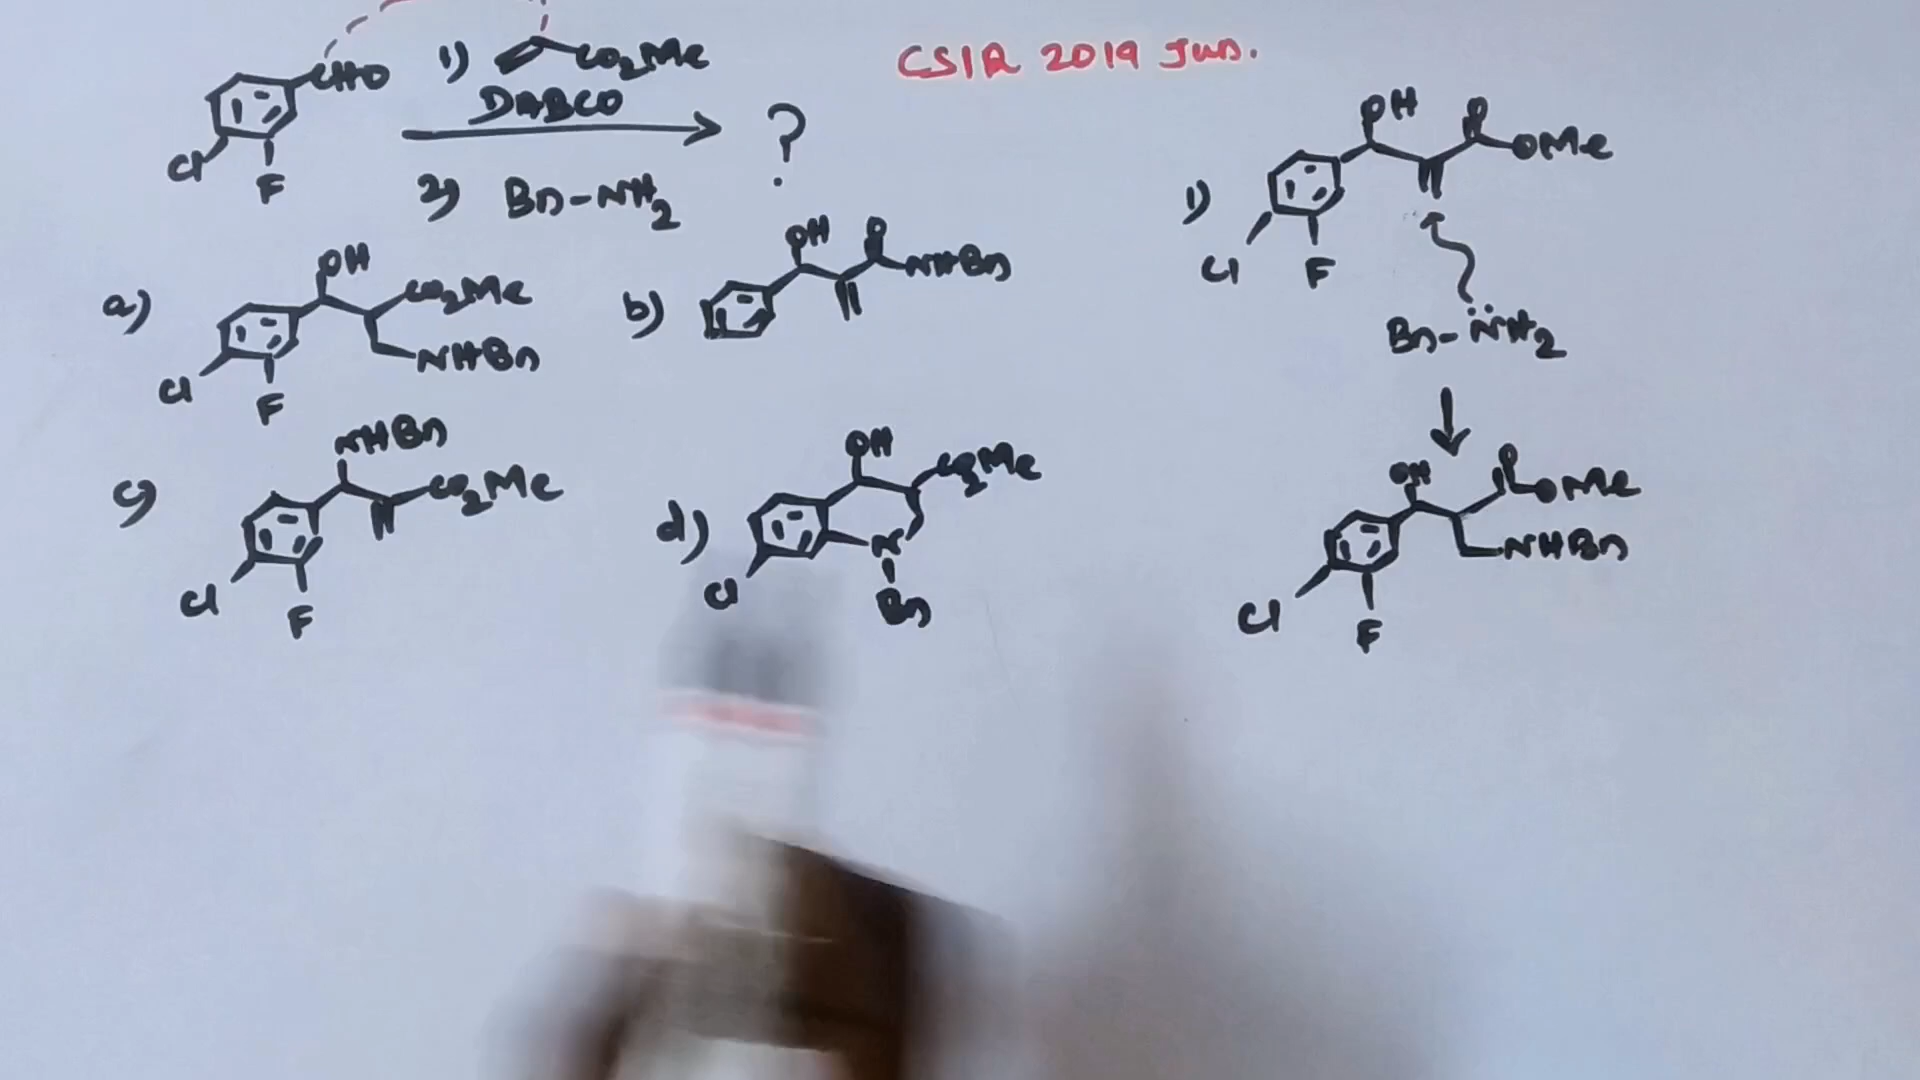 CHO
1) CO2Me
DABCO
2) Bn-NH2
?
Cl
F
CSIR 2019 Jun.
a) OH
CO2Me
NHBn
Cl
F
b) OH
O
NHBn
c) NHBn
CO2Me
Cl
F
d) OH
CO2Me
N
Cl
Bn
1) OH
O
OMe
Cl
F
Bn-NH2
OH
O
OMe
NHBn
Cl
F